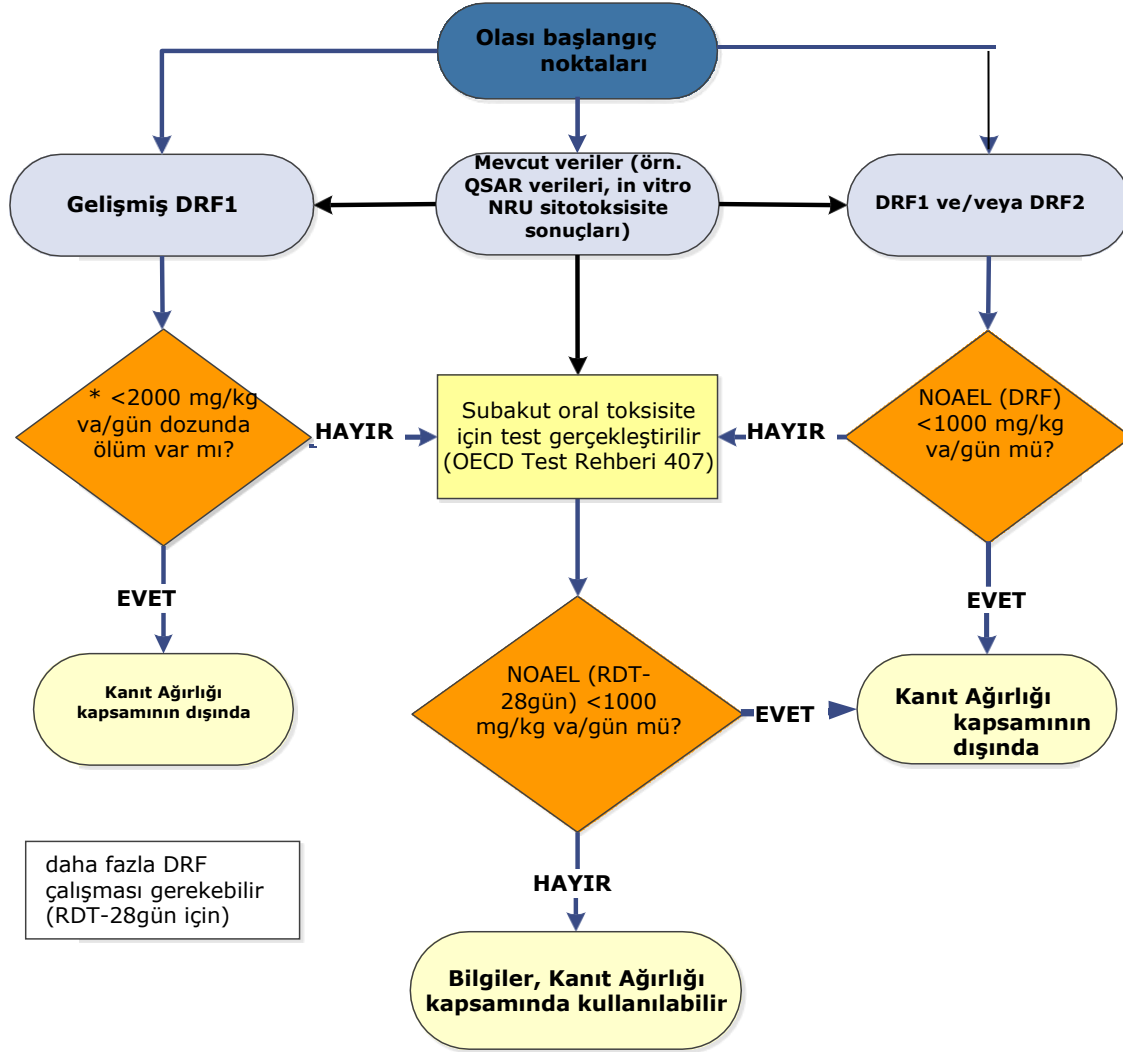 Olası başlangıç
noktaları
Gelişmiş DRF1
Mevcut veriler (örn.
QSAR verileri, in vitro
NRU sitotoksisite
sonuçları)
DRF1 ve/veya DRF2
* <2000 mg/kg
va/gün dozunda
ölüm var mı?
HAYIR
Subakut oral toksisite
için test gerçekleştirilir
(OECD Test Rehberi 407)
HAYIR
NOAEL (DRF)
<1000 mg/kg
va/gün mü?
EVET
EVET
Kanıt Ağırlığı
kapsamının dışında
NOAEL (RDT-
28gün) <1000
mg/kg va/gün mü?
EVET
Kanıt Ağırlığı
kapsamının
dışında
daha fazla DRF
çalışması gerekebilir
(RDT-28gün için)
HAYIR
Bilgiler, Kanıt Ağırlığı
kapsamında kullanılabilir